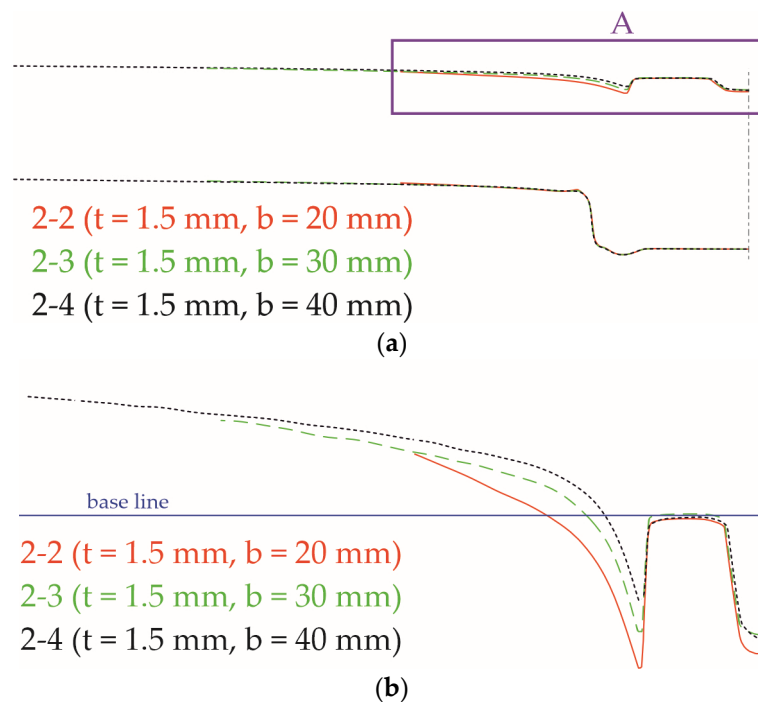 A
2-2 (t = 1.5 mm, b = 20 mm)
2-3 (t = 1.5 mm, b = 30 mm)
2-4 (t = 1.5 mm, b = 40 mm)
(a)
base line
2-2 (t = 1.5 mm, b = 20 mm)
2-3 (t = 1.5 mm, b = 30 mm)
2-4 (t = 1.5 mm, b = 40 mm)
(b)